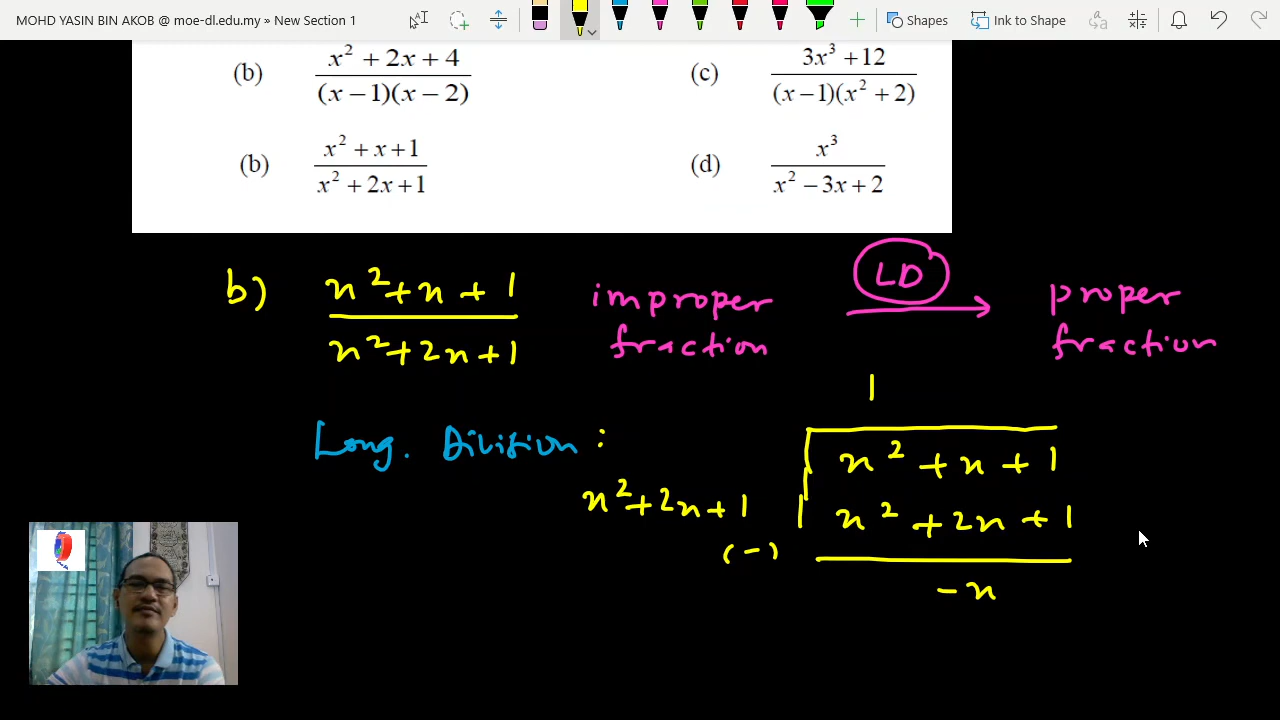 MOHD YASIN BIN AKOB @ moe-dl.edu.my » New Section 1
Shapes
Ink to Shape
(b) x² + 2x + 4 / (x − 1)(x − 2)
(c) 3x³ + 12 / (x − 1)(x² + 2)
(b) x² + x + 1 / x² + 2x + 1
(d) x³ / x² − 3x + 2
b) x² + x + 1 / x² + 2x + 1
improper fraction
LD
proper fraction
Long. Division :
1
x² + x + 1
x² + 2x + 1
x² + 2x + 1
(−)
−x